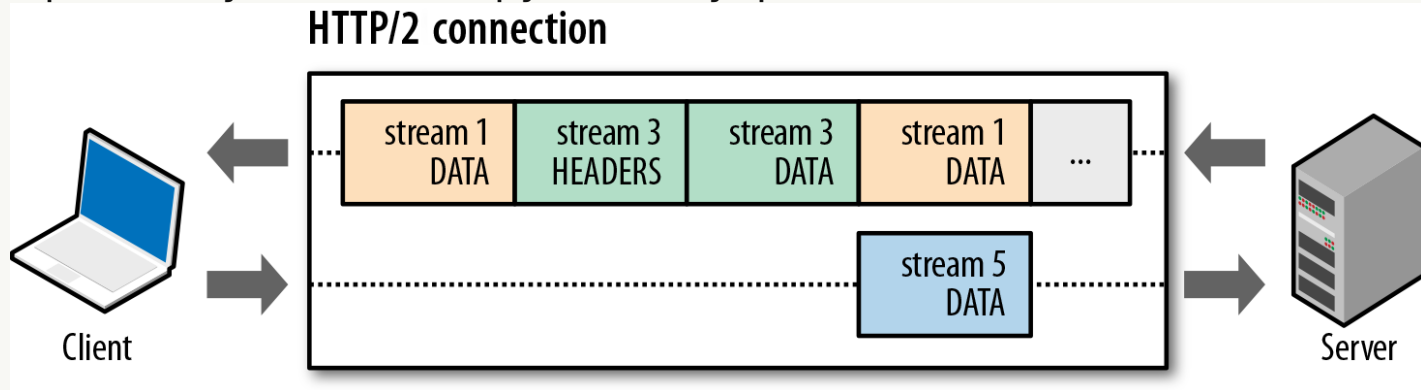 HTTP/2 connection
stream 1 stream 3 stream 3 stream 1
DATA HEADERS DATA DATA ...
stream 5
DATA
Client Server